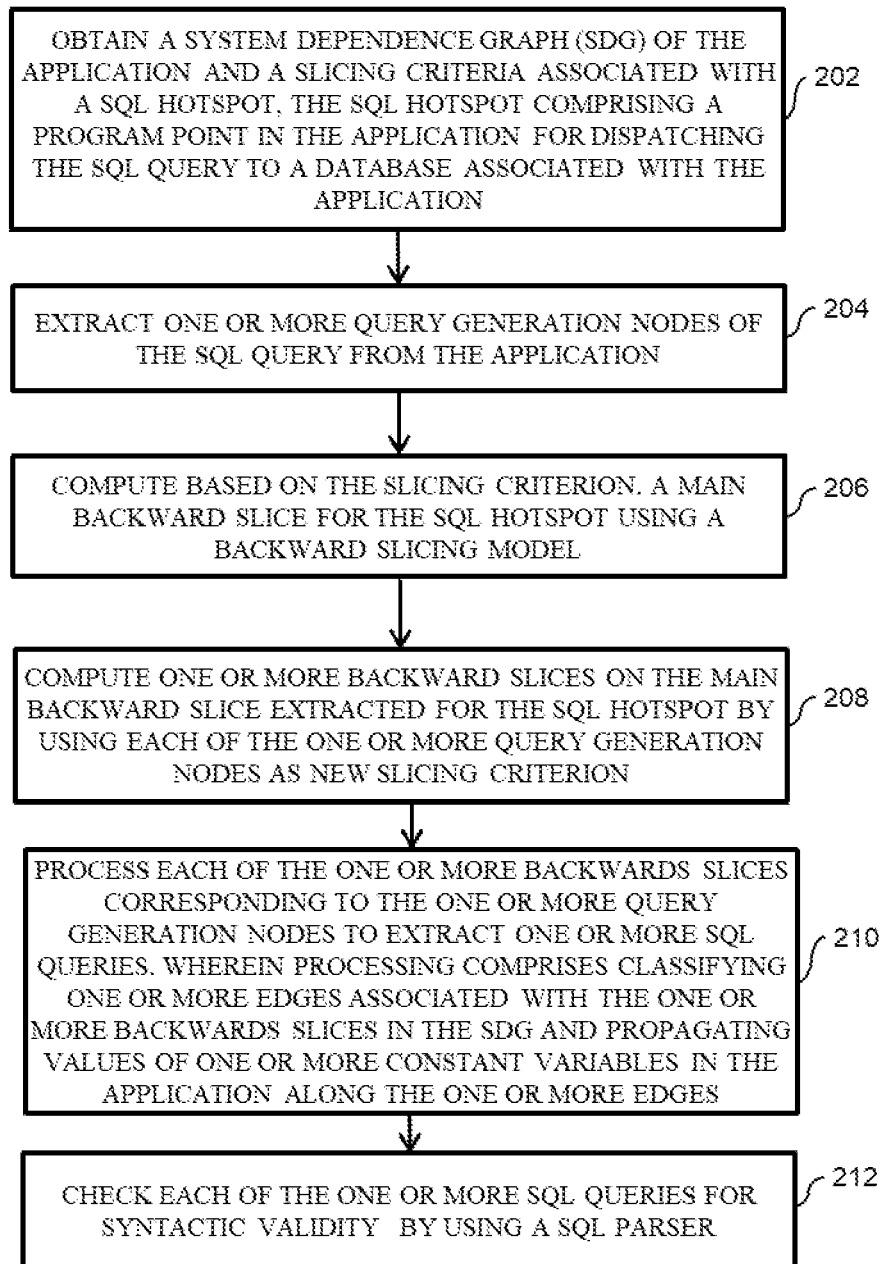 OBTAIN A SYSTEM DEPENDENCE GRAPH (SDG) OF THE
APPLICATION AND A SLICING CRITERIA ASSOCIATED WITH
A SQL HOTSPOT, THE SQL HOTSPOT COMPRISING A
PROGRAM POINT IN THE APPLICATION FOR DISPATCHING
THE SQL QUERY TO A DATABASE ASSOCIATED WITH THE
APPLICATION
202
EXTRACT ONE OR MORE QUERY GENERATION NODES OF
THE SQL QUERY FROM THE APPLICATION
204
COMPUTE BASED ON THE SLICING CRITERION. A MAIN
BACKWARD SLICE FOR THE SQL HOTSPOT USING A
BACKWARD SLICING MODEL
206
COMPUTE ONE OR MORE BACKWARD SLICES ON THE MAIN
BACKWARD SLICE EXTRACTED FOR THE SQL HOTSPOT BY
USING EACH OF THE ONE OR MORE QUERY GENERATION
NODES AS NEW SLICING CRITERION
208
PROCESS EACH OF THE ONE OR MORE BACKWARDS SLICES
CORRESPONDING TO THE ONE OR MORE QUERY
GENERATION NODES TO EXTRACT ONE OR MORE SQL
QUERIES. WHEREIN PROCESSING COMPRISES CLASSIFYING
ONE OR MORE EDGES ASSOCIATED WITH THE ONE OR
MORE BACKWARDS SLICES IN THE SDG AND PROPAGATING
VALUES OF ONE OR MORE CONSTANT VARIABLES IN THE
APPLICATION ALONG THE ONE OR MORE EDGES
210
CHECK EACH OF THE ONE OR MORE SQL QUERIES FOR
SYNTACTIC VALIDITY BY USING A SQL PARSER
212